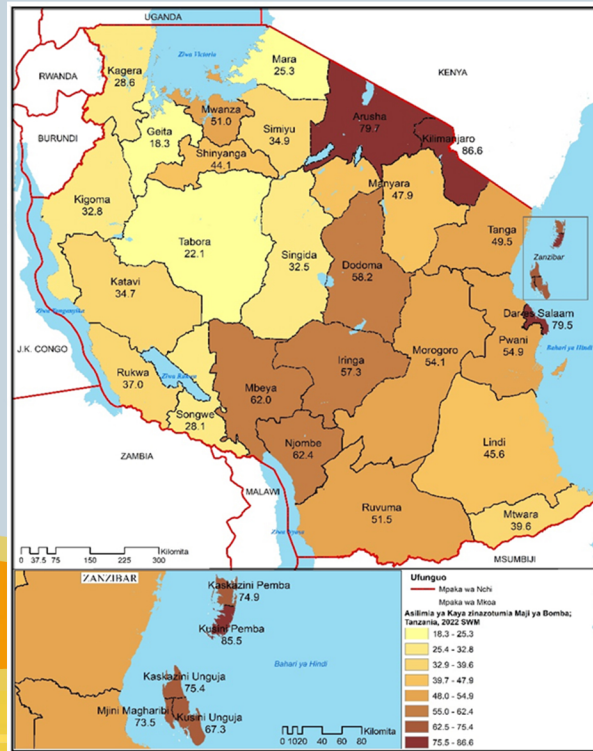 UGANDA
Ziwa Victoria
Kagera
28.6
Mara
25.3
RWANDA
KENYA
Mwanza
51.0
Arusha
79.7
BURUNDI
Geita
18.3
Simiyu
34.9
Kilimanjaro
86.6
Shinyanga
44.1
Manyara
47.9
Kigoma
32.8
Tabora
22.1
Singida
32.5
Dodoma
58.2
Tanga
49.5
Zanzibar
Katavi
34.7
Ziwa Tanganyika
Dar es Salaam
79.5
J.K. CONGO
Bahari ya Hindi
Pwani
54.9
Morogoro
54.1
Iringa
57.3
Rukwa
37.0
Ziwa Rukwa
Mbeya
62.0
Songwe
28.1
Njombe
62.4
Lindi
45.6
ZAMBIA
MALAWI
Ziwa Nyasa
Ruvuma
51.5
Mtwara
39.6
MSUMBIJI
0 37.5 75 150 225 300
Kilomita
ZANZIBAR
Kaskazini Pemba
74.9
Kusini Pemba
85.5
Bahari ya Hindi
Kaskazini Unguja
75.4
Mjini Magharibi
73.5
Kusini Unguja
67.3
0 10 20 40 60 80
Kilomita
Ufunguo
Mpaka wa Nchi
Mpaka wa Mkoa
Asilimia ya Kaya zinazotumia Maji ya Bomba;
Tanzania, 2022 SWM
18.3 - 25.3
25.4 - 32.8
32.9 - 39.6
39.7 - 47.9
48.0 - 54.9
55.0 - 62.4
62.5 - 75.4
75.5 - 86.6